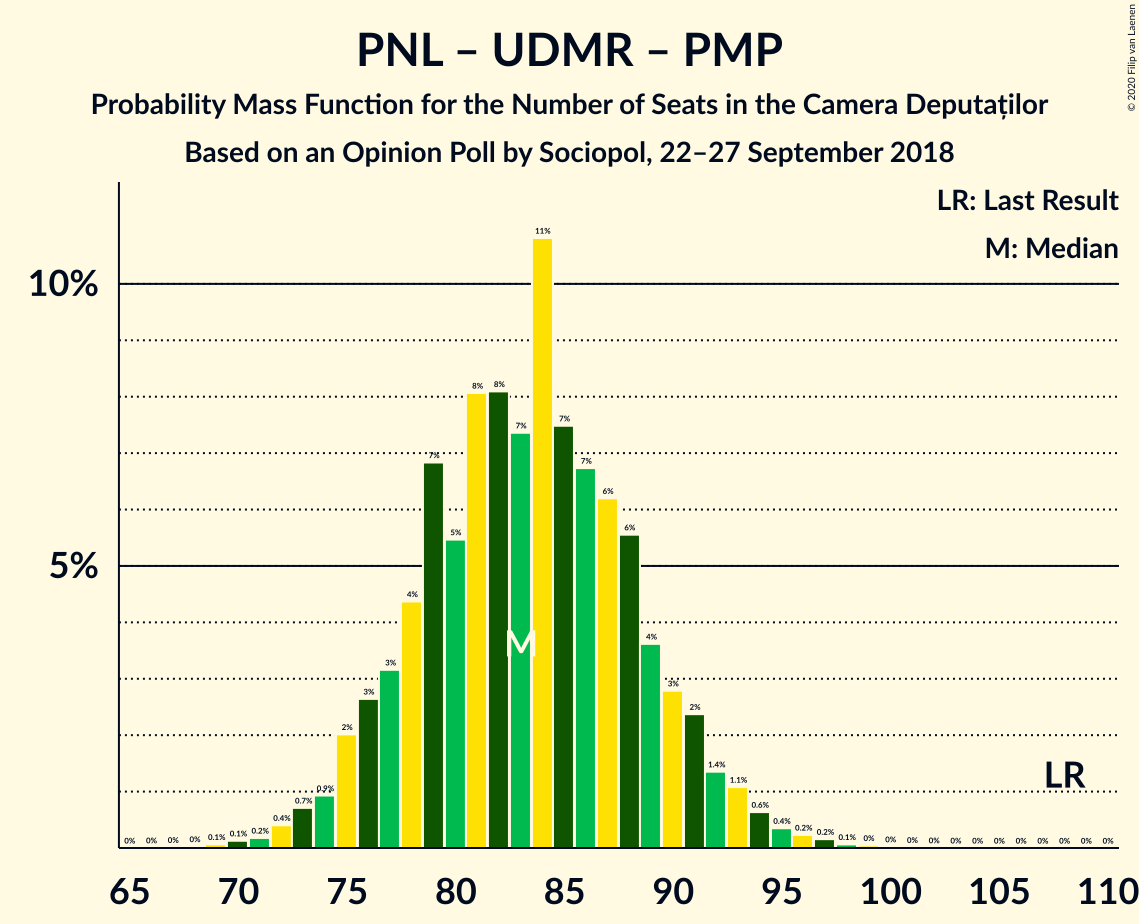 © 2020 Filip van Laenen
PNL – UDMR – PMP
Probability Mass Function for the Number of Seats in the Camera Deputaților
Based on an Opinion Poll by Sociopol, 22–27 September 2018
LR: Last Result
M: Median
10%
5%
0% 0% 0% 0% 0.1% 0.1% 0.2% 0.4% 0.7% 0.9% 2% 3% 3% 4% 7% 5% 8% 8% 7% 11% 7% 7% 6% 6% 4% 3% 2% 1.4% 1.1% 0.6% 0.4% 0.2% 0.2% 0.1% 0% 0% 0% 0% 0% 0% 0% 0% 0% 0% 0% 0%
M
LR
65 70 75 80 85 90 95 100 105 110